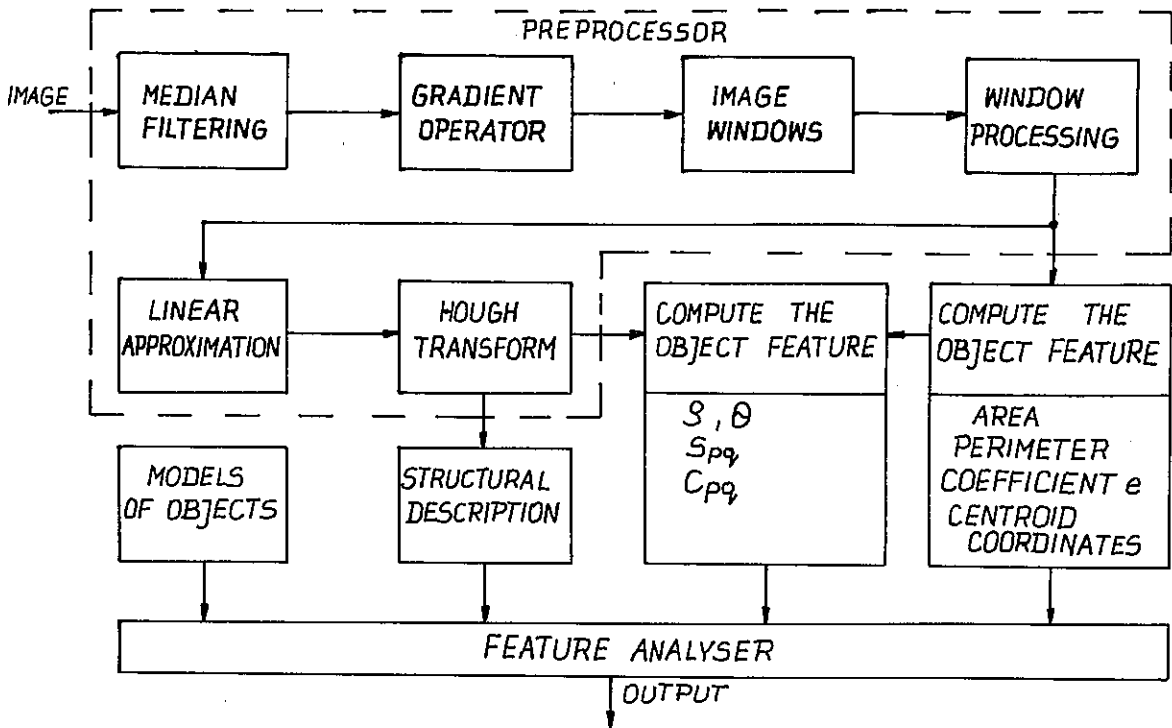 PREPROCESSOR
IMAGE
MEDIAN
FILTERING
GRADIENT
OPERATOR
IMAGE
WINDOWS
WINDOW
PROCESSING
LINEAR
APPROXIMATION
HOUGH
TRANSFORM
COMPUTE THE
OBJECT FEATURE
ρ , θ
Spq
Cpq
COMPUTE THE
OBJECT FEATURE
AREA
PERIMETER
COEFFICIENT e
CENTROID
COORDINATES
MODELS
OF OBJECTS
STRUCTURAL
DESCRIPTION
FEATURE ANALYSER
OUTPUT